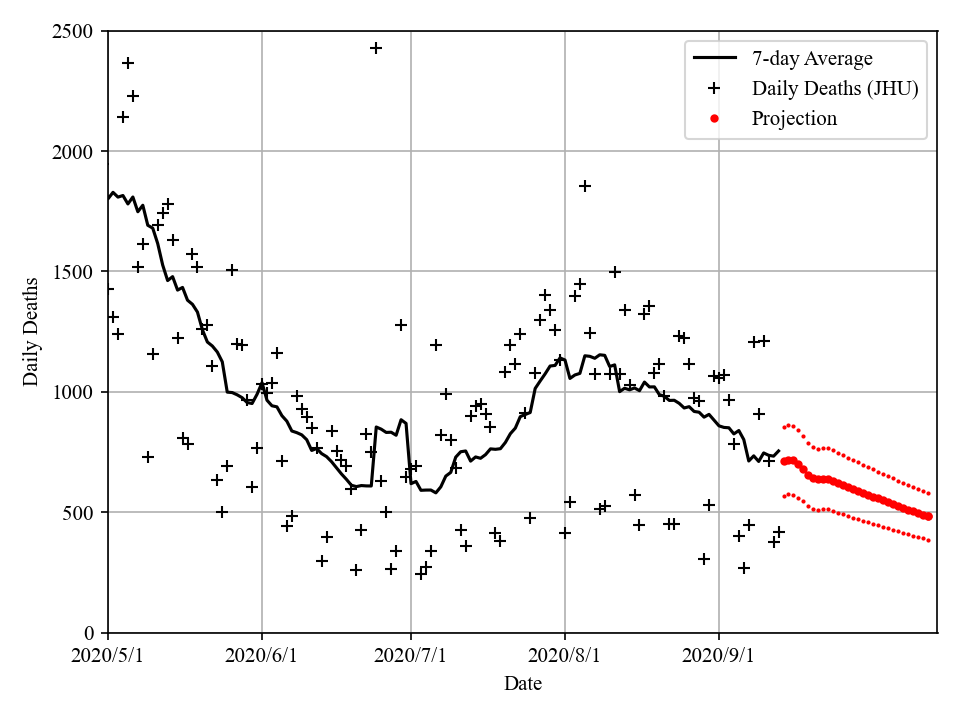 2500
2000
1500
1000
500
0
Daily Deaths
7-day Average
Daily Deaths (JHU)
Projection
2020/5/1 2020/6/1 2020/7/1 2020/8/1 2020/9/1
Date